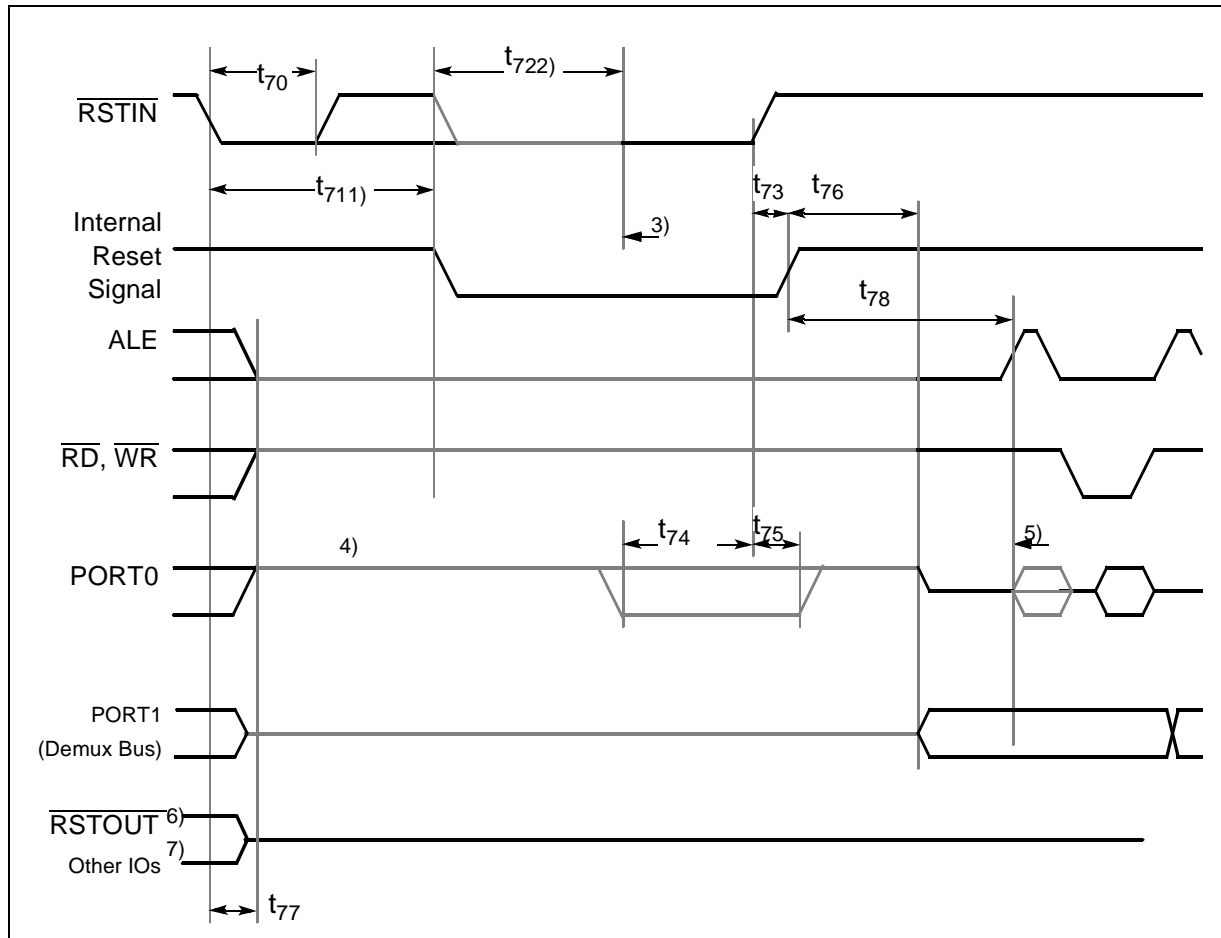 t70
t722)
RSTIN
t711)
t73
t76
Internal
Reset
Signal
3)
t78
ALE
RD, WR
4)
t74
t75
5)
PORT0
PORT1
(Demux Bus)
RSTOUT 6)
Other IOs 7)
t77